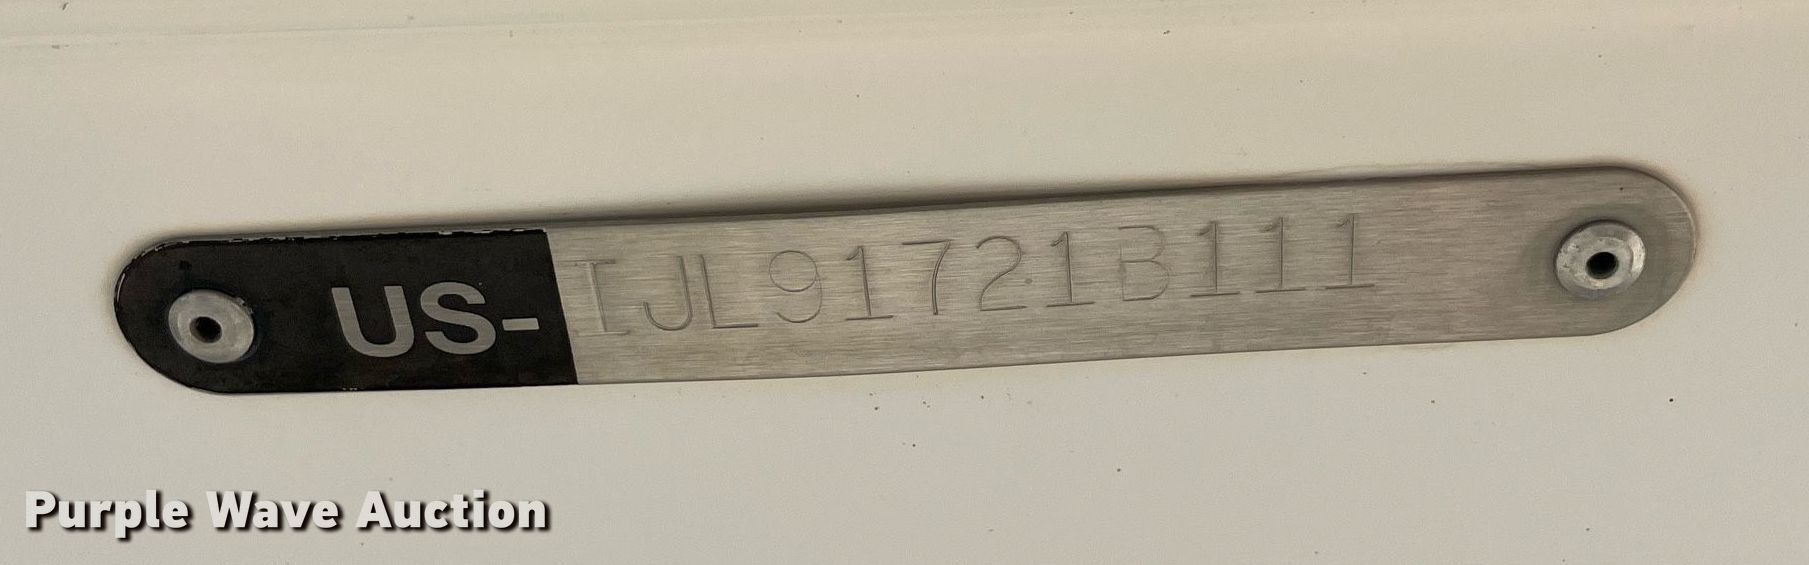 US-IJL91721B111
Purple Wave Auction